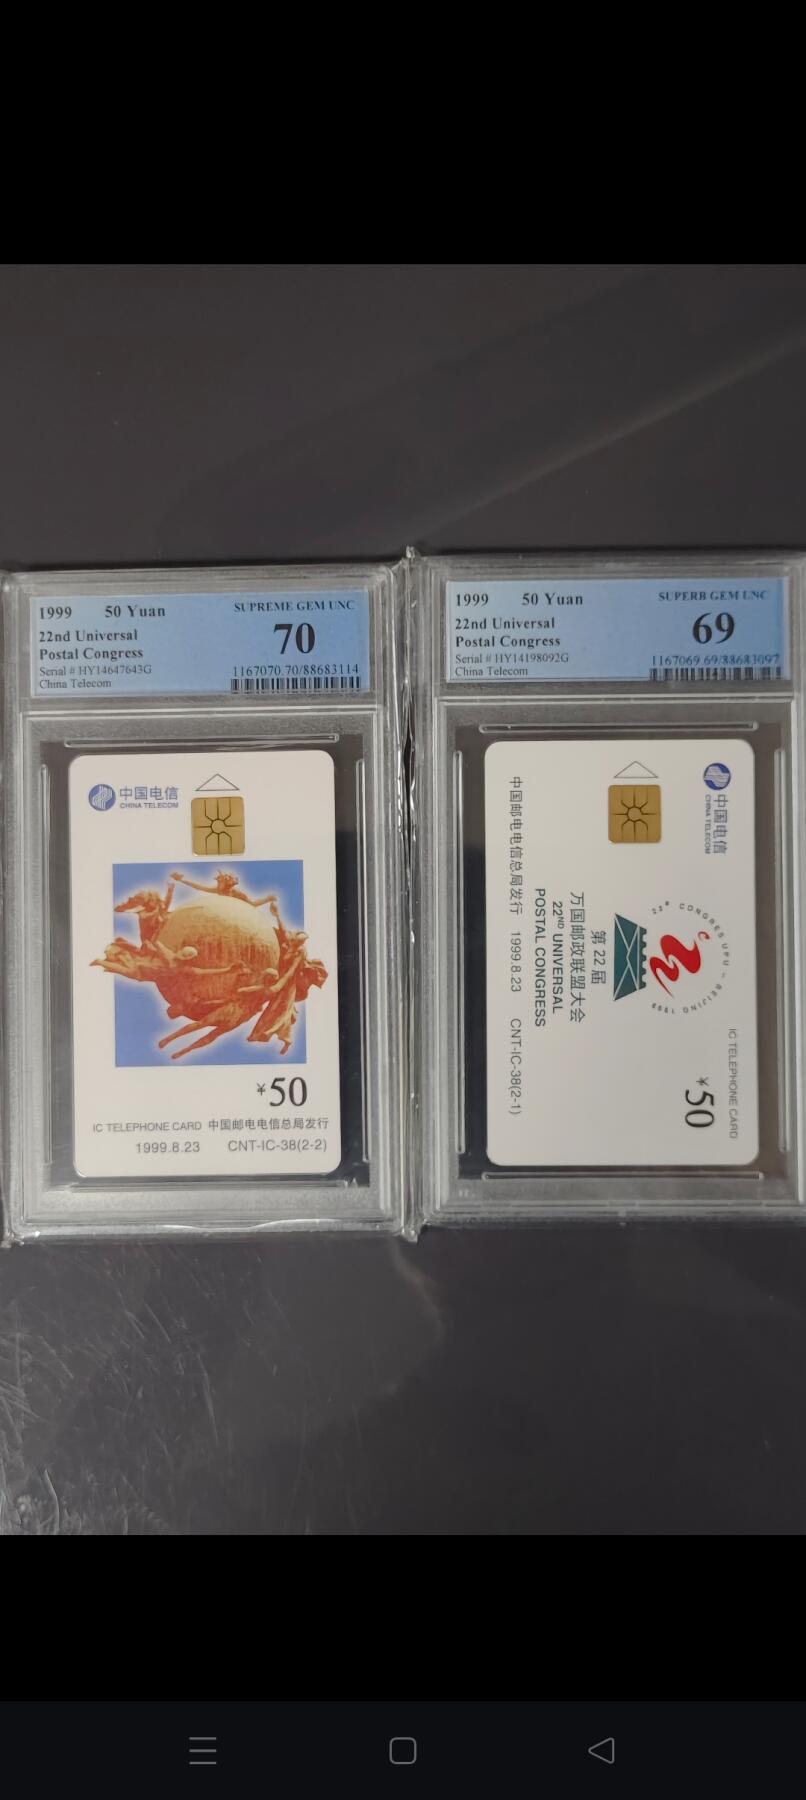 1999 50 Yuan
SUPREME GEM UNC
22nd Universal
Postal Congress
70
Serial # HY14647643G
China Telecom
1167070.70/88683114
中国电信
CHINA TELECOM
¥50
IC TELEPHONE CARD 中国邮电电信总局发行
1999.8.23 CNT-IC-38(2-2)
1999 50 Yuan
SUPERB GEM UNC
22nd Universal
Postal Congress
69
Serial # HY14198092G
China Telecom
1167069.69/88683097
中国电信
CHINA TELECOM
IC TELEPHONE CARD
¥50
22e CONGRES UPU - BEIJING 1999
第22届
万国邮政联盟大会
22ND UNIVERSAL
POSTAL CONGRESS
中国邮电电信总局发行 1999.8.23 CNT-IC-38(2-1)